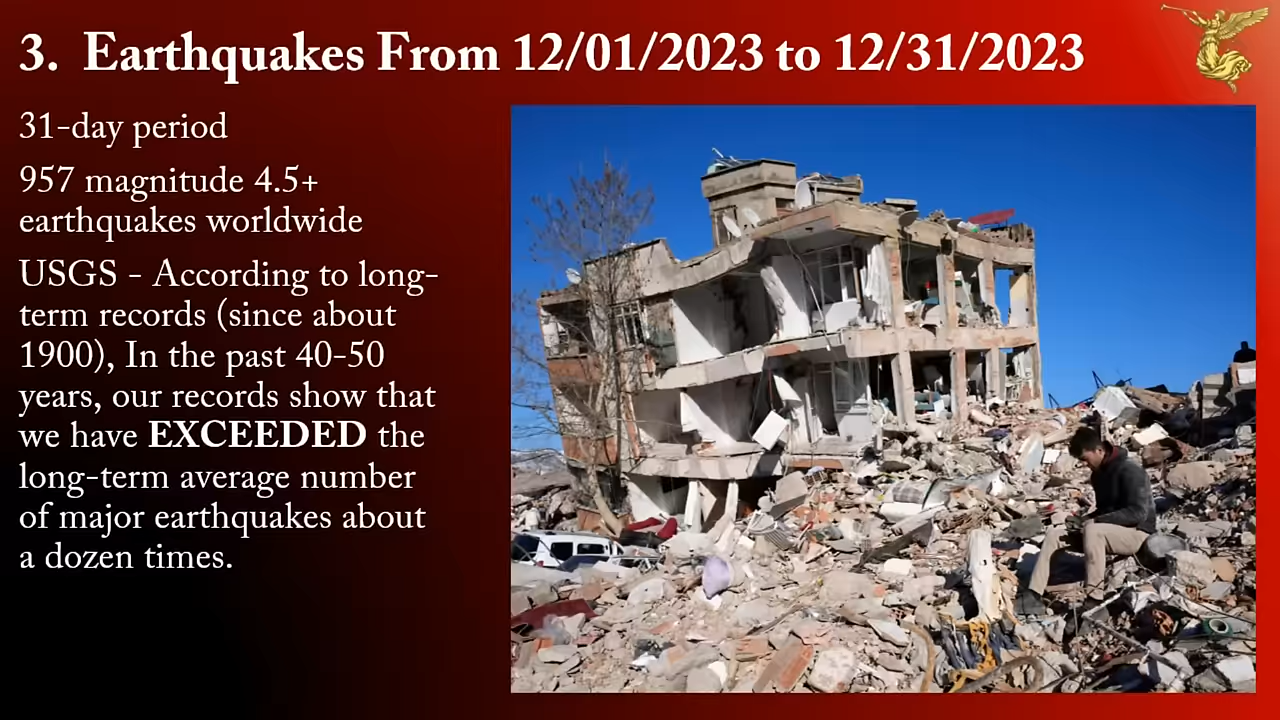 3. Earthquakes From 12/01/2023 to 12/31/2023
31-day period
957 magnitude 4.5+
earthquakes worldwide
USGS - According to long-
term records (since about
1900), In the past 40-50
years, our records show that
we have EXCEEDED the
long-term average number
of major earthquakes about
a dozen times.